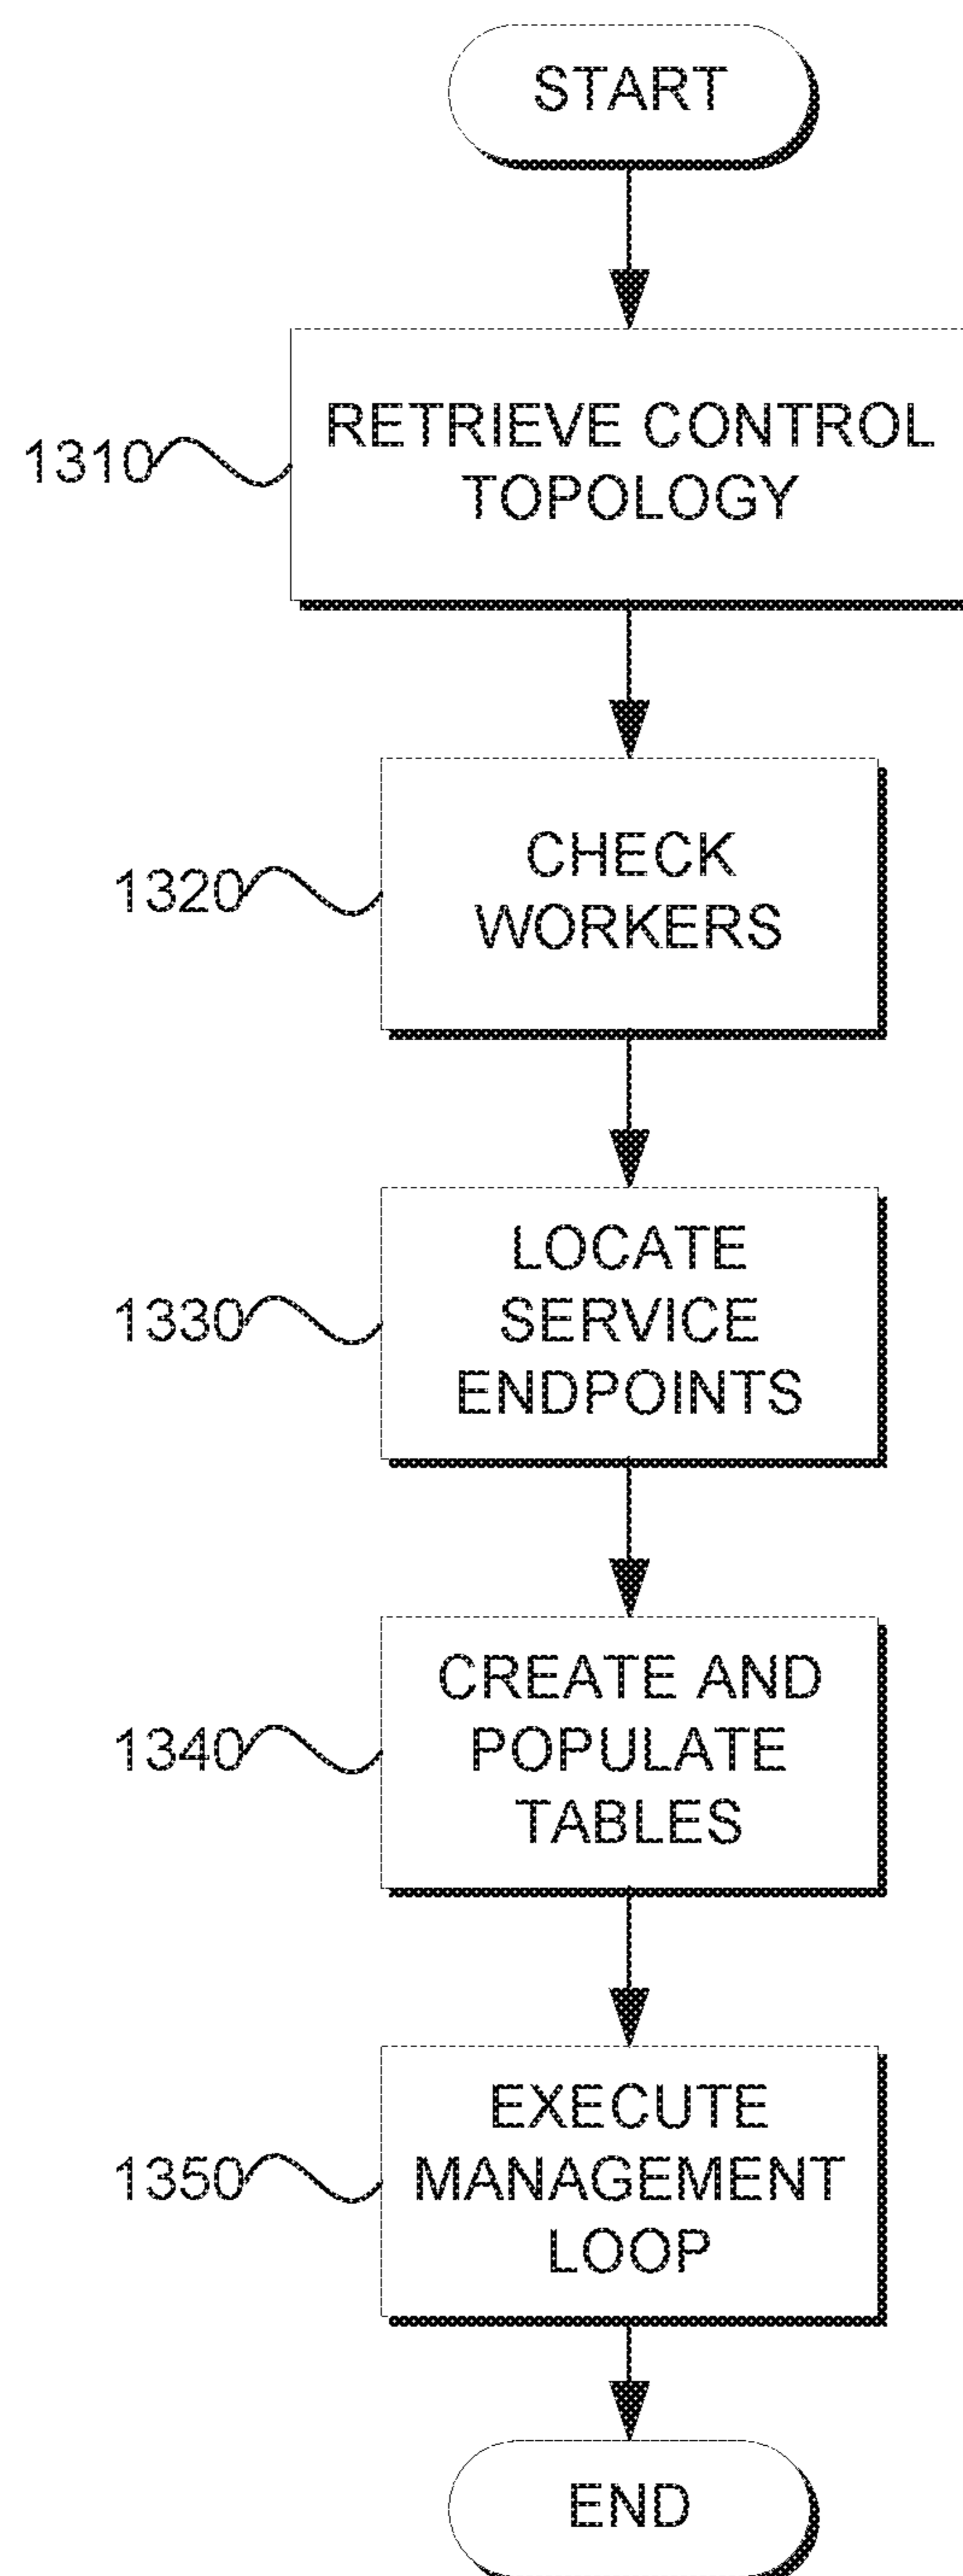 START
1310
RETRIEVE CONTROL
TOPOLOGY
1320
CHECK
WORKERS
1330
LOCATE
SERVICE
ENDPOINTS
1340
CREATE AND
POPULATE
TABLES
1350
EXECUTE
MANAGEMENT
LOOP
END